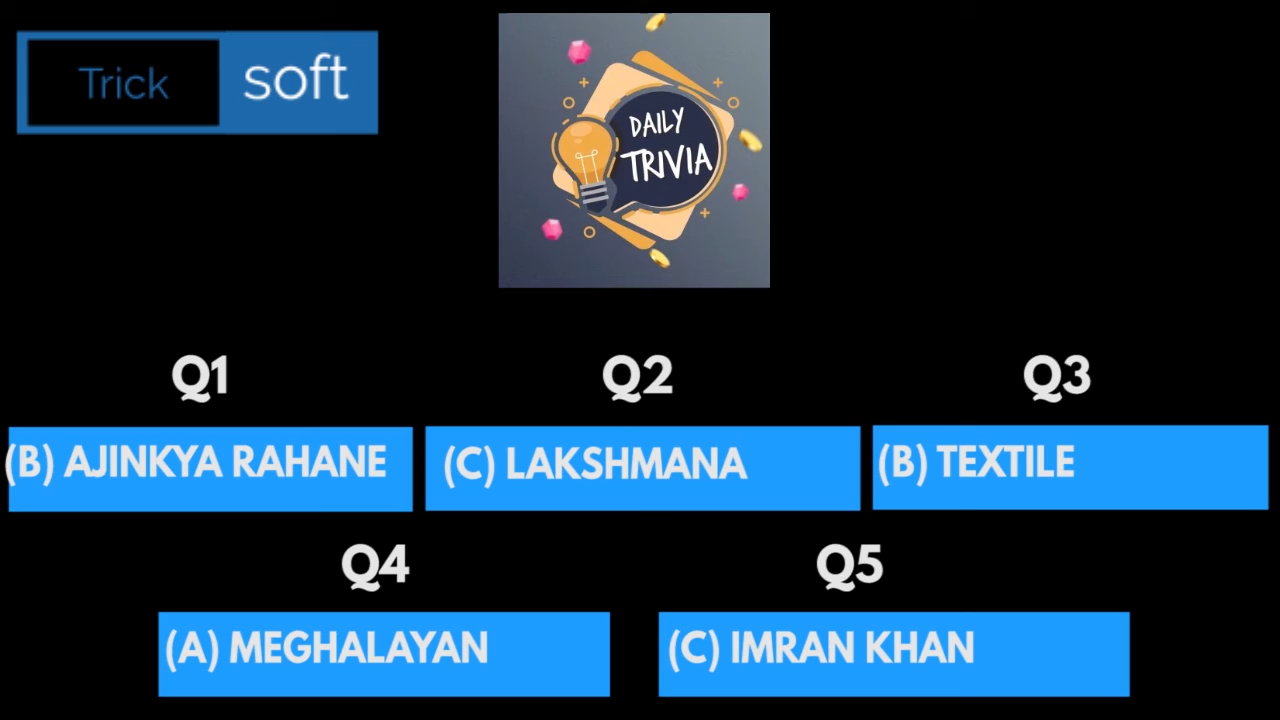 Trick soft
DAILY
TRIVIA
Q1
Q2
Q3
(B) AJINKYA RAHANE
(C) LAKSHMANA
(B) TEXTILE
Q4
Q5
(A) MEGHALAYAN
(C) IMRAN KHAN